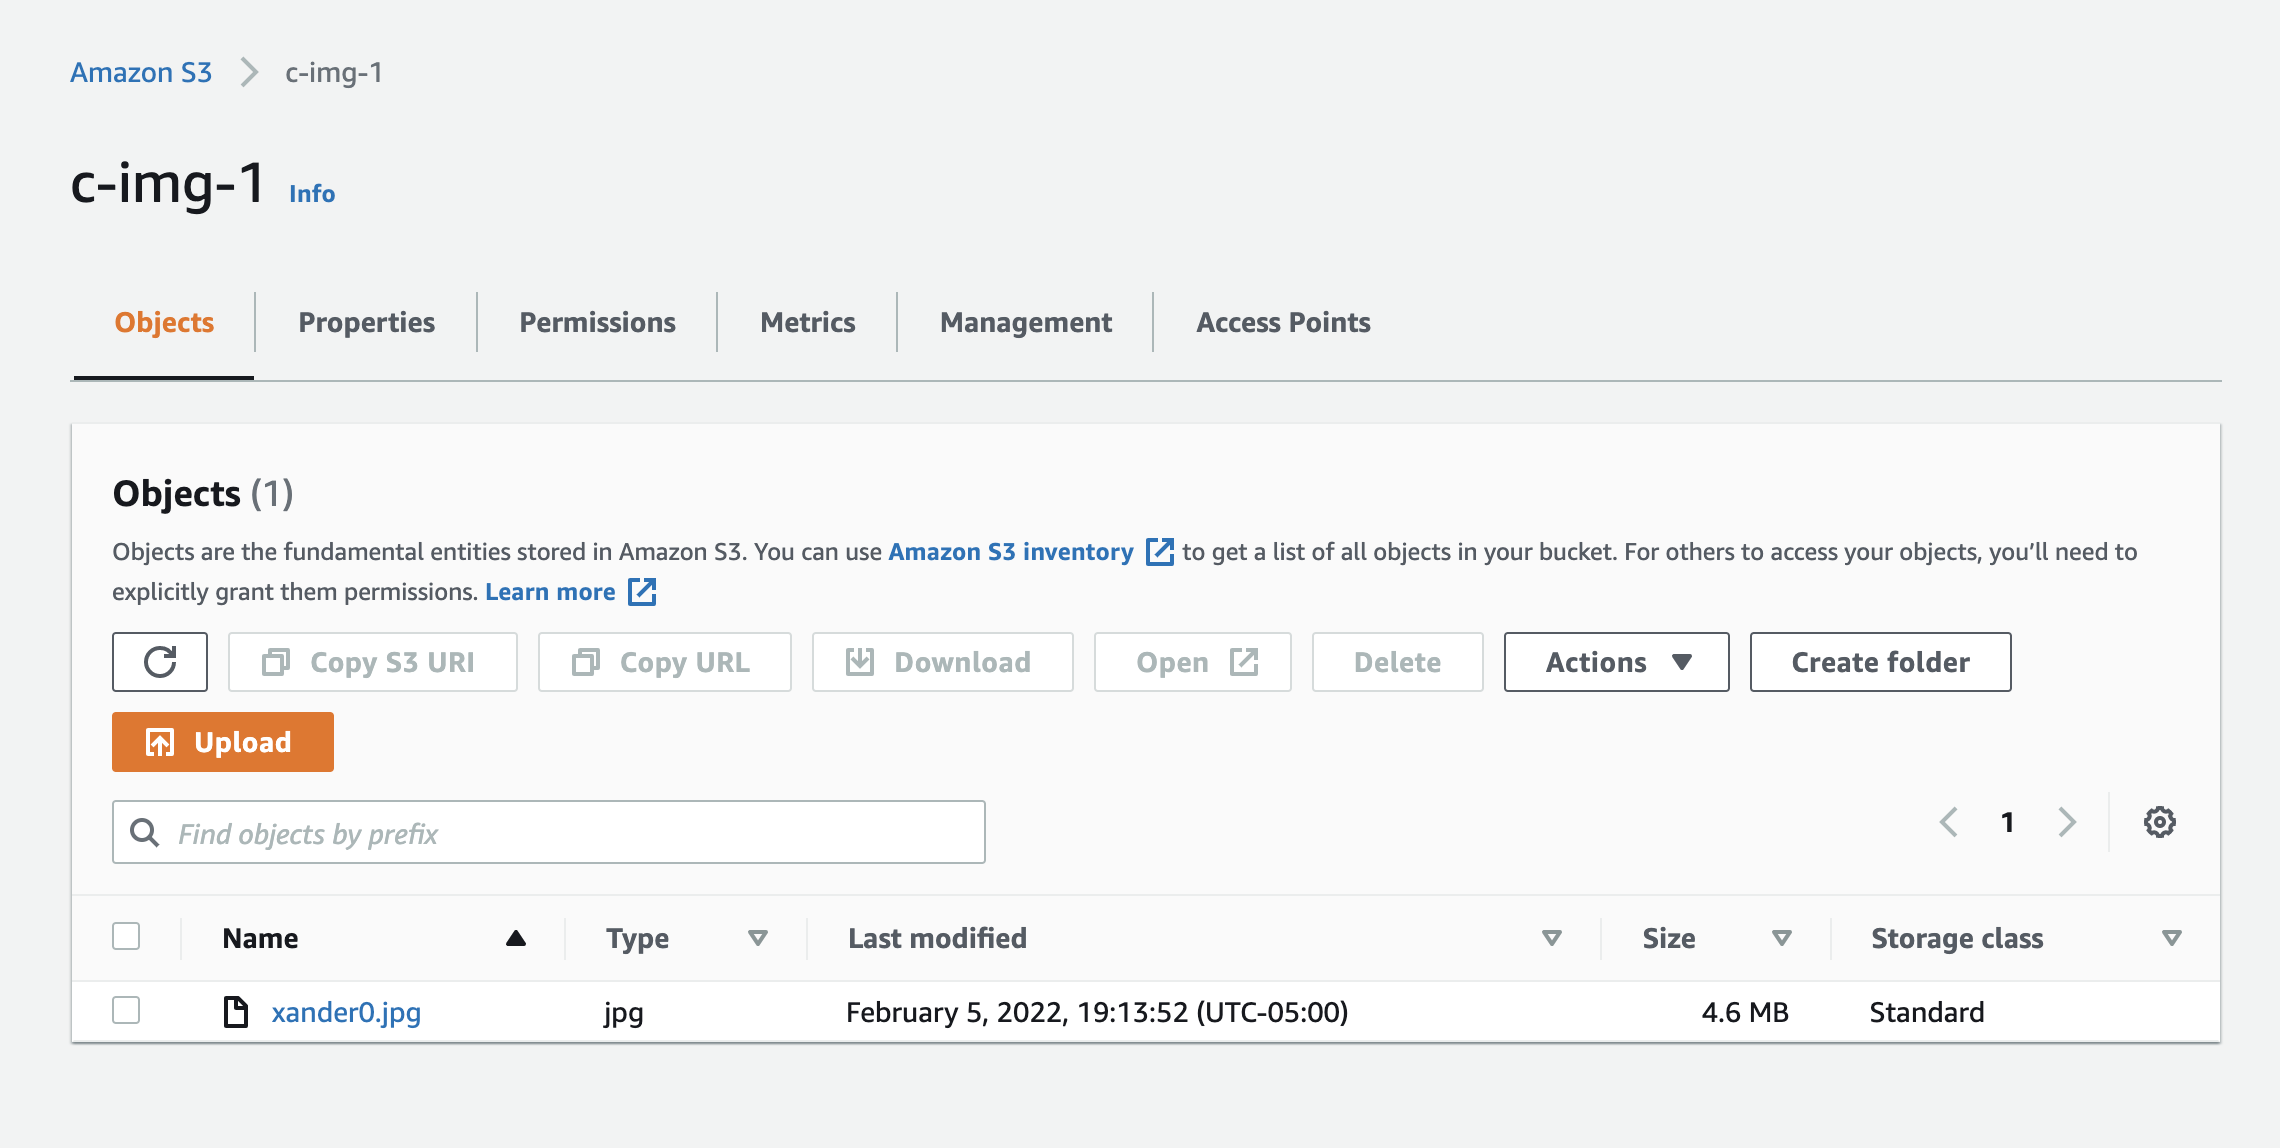 Amazon S3 > c-img-1
c-img-1 Info
Objects Properties Permissions Metrics Management Access Points
Objects (1)
Objects are the fundamental entities stored in Amazon S3. You can use Amazon S3 inventory to get a list of all objects in your bucket. For others to access your objects, you’ll need to
explicitly grant them permissions. Learn more
Copy S3 URI Copy URL Download Open Delete Actions Create folder
Upload
Find objects by prefix 1
Name Type Last modified Size Storage class
xander0.jpg jpg February 5, 2022, 19:13:52 (UTC-05:00) 4.6 MB Standard